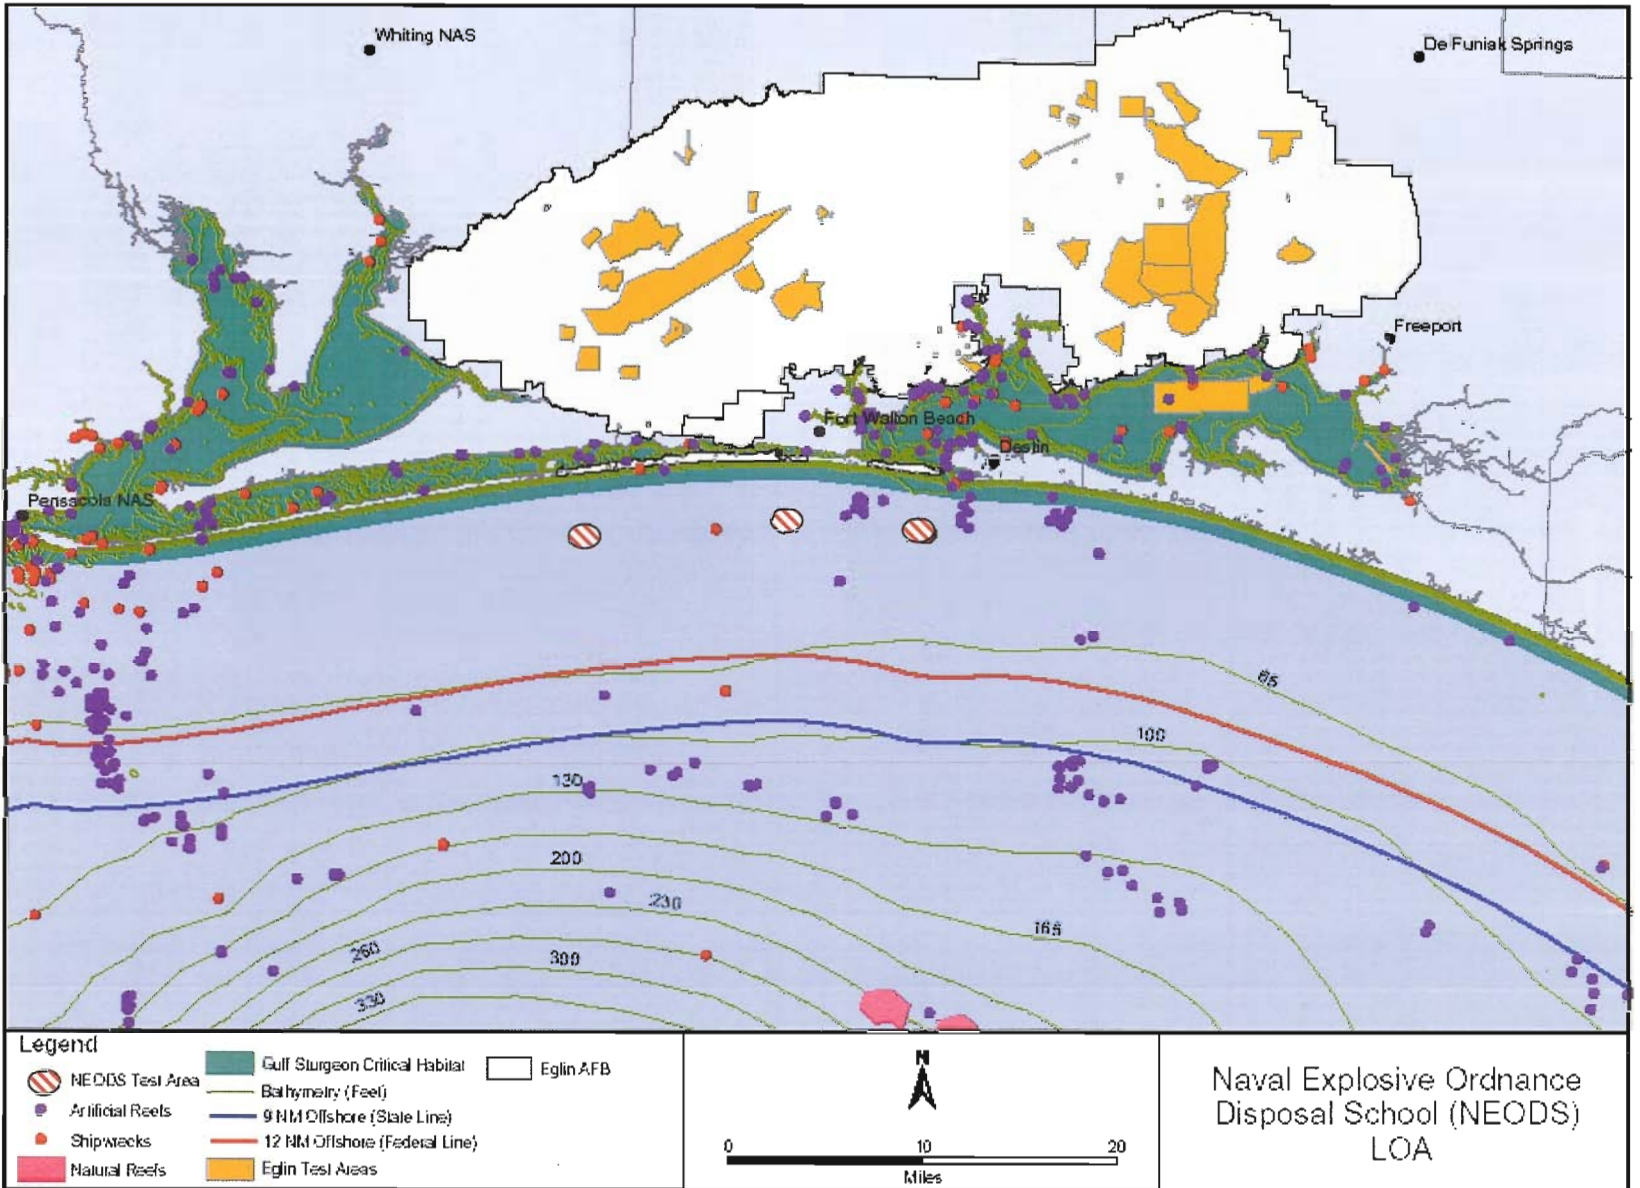 Whiting NAS
De Funiak Springs
Freeport
Fort Walton Beach
Destin
Pensacola NAS
65
100
130
200
230
165
260
300
330
Legend
NEODS Test Area
Artificial Reefs
Shipwrecks
Natural Reefs
Gulf Sturgeon Critical Habitat
Bathymetry (Feet)
9 NM Offshore (State Line)
12 NM Offshore (Federal Line)
Eglin Test Areas
Eglin AFB
N
0 10 20
Miles
Naval Explosive Ordnance
Disposal School (NEODS)
LOA